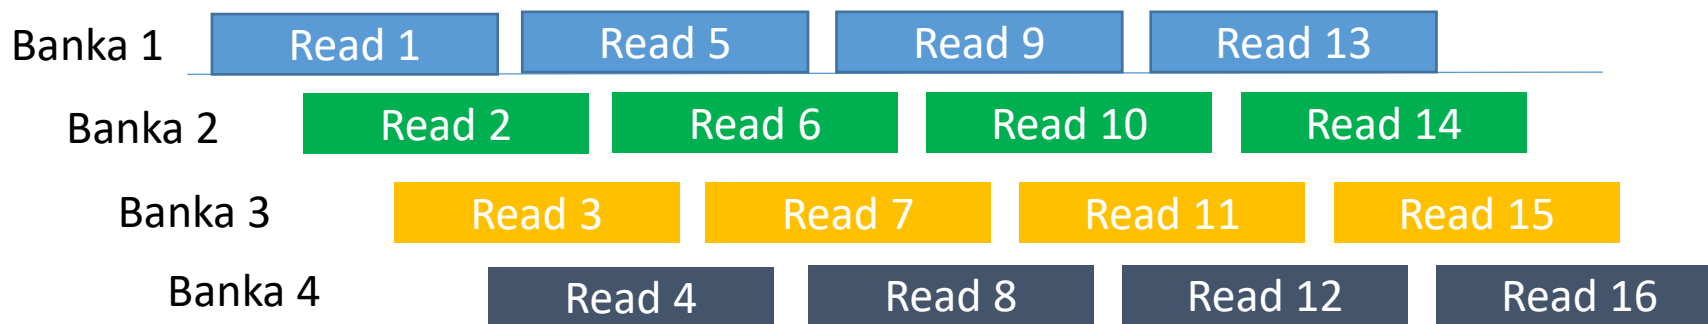 Banka 1 Read 1 Read 5 Read 9 Read 13
Banka 2 Read 2 Read 6 Read 10 Read 14
Banka 3 Read 3 Read 7 Read 11 Read 15
Banka 4 Read 4 Read 8 Read 12 Read 16